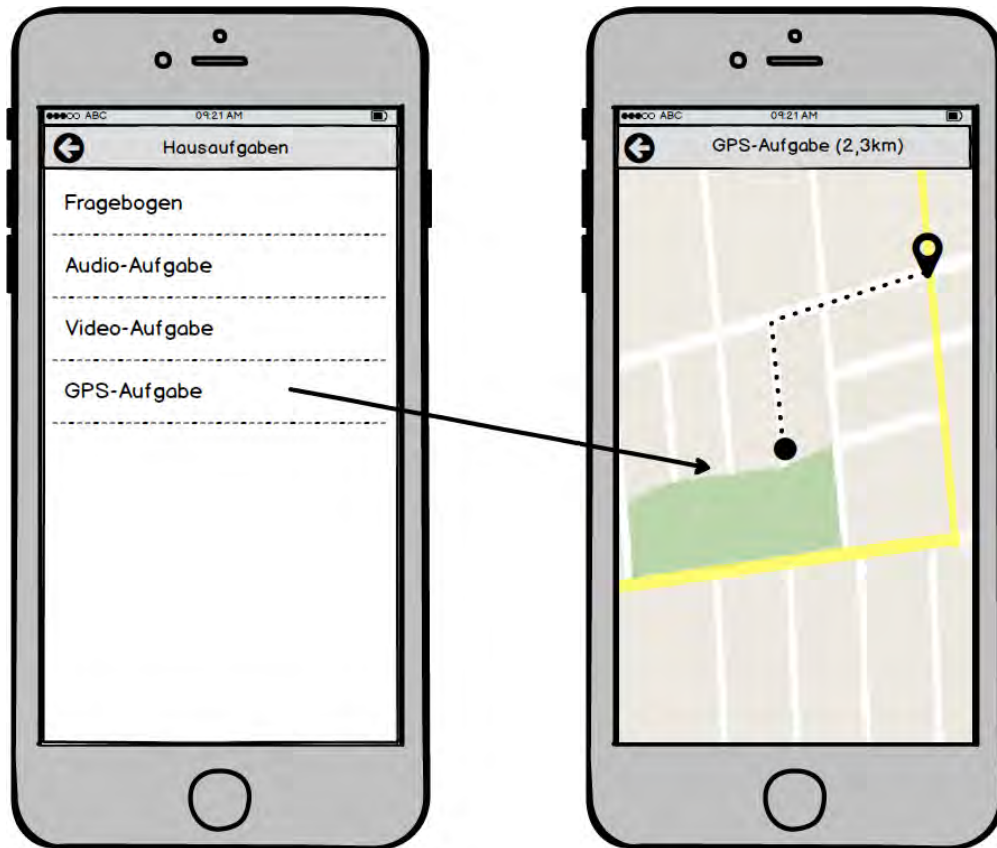 ABC 09:21 AM
Hausaufgaben
Fragebogen
Audio-Aufgabe
Video-Aufgabe
GPS-Aufgabe
ABC 09:21 AM
GPS-Aufgabe (2,3km)